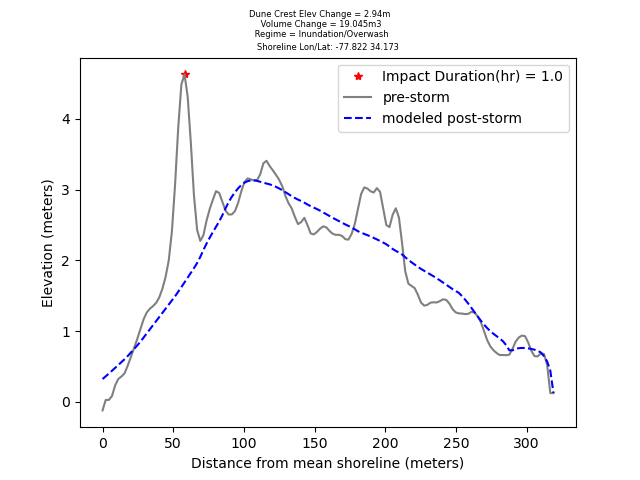 Dune Crest Elev Change = 2.94m
Volume Change = 19.045m3
Regime = Inundation/Overwash
Shoreline Lon/Lat: -77.822 34.173
Impact Duration(hr) = 1.0
pre-storm
modeled post-storm
Elevation (meters)
4
3
2
1
0
0 50 100 150 200 250 300
Distance from mean shoreline (meters)